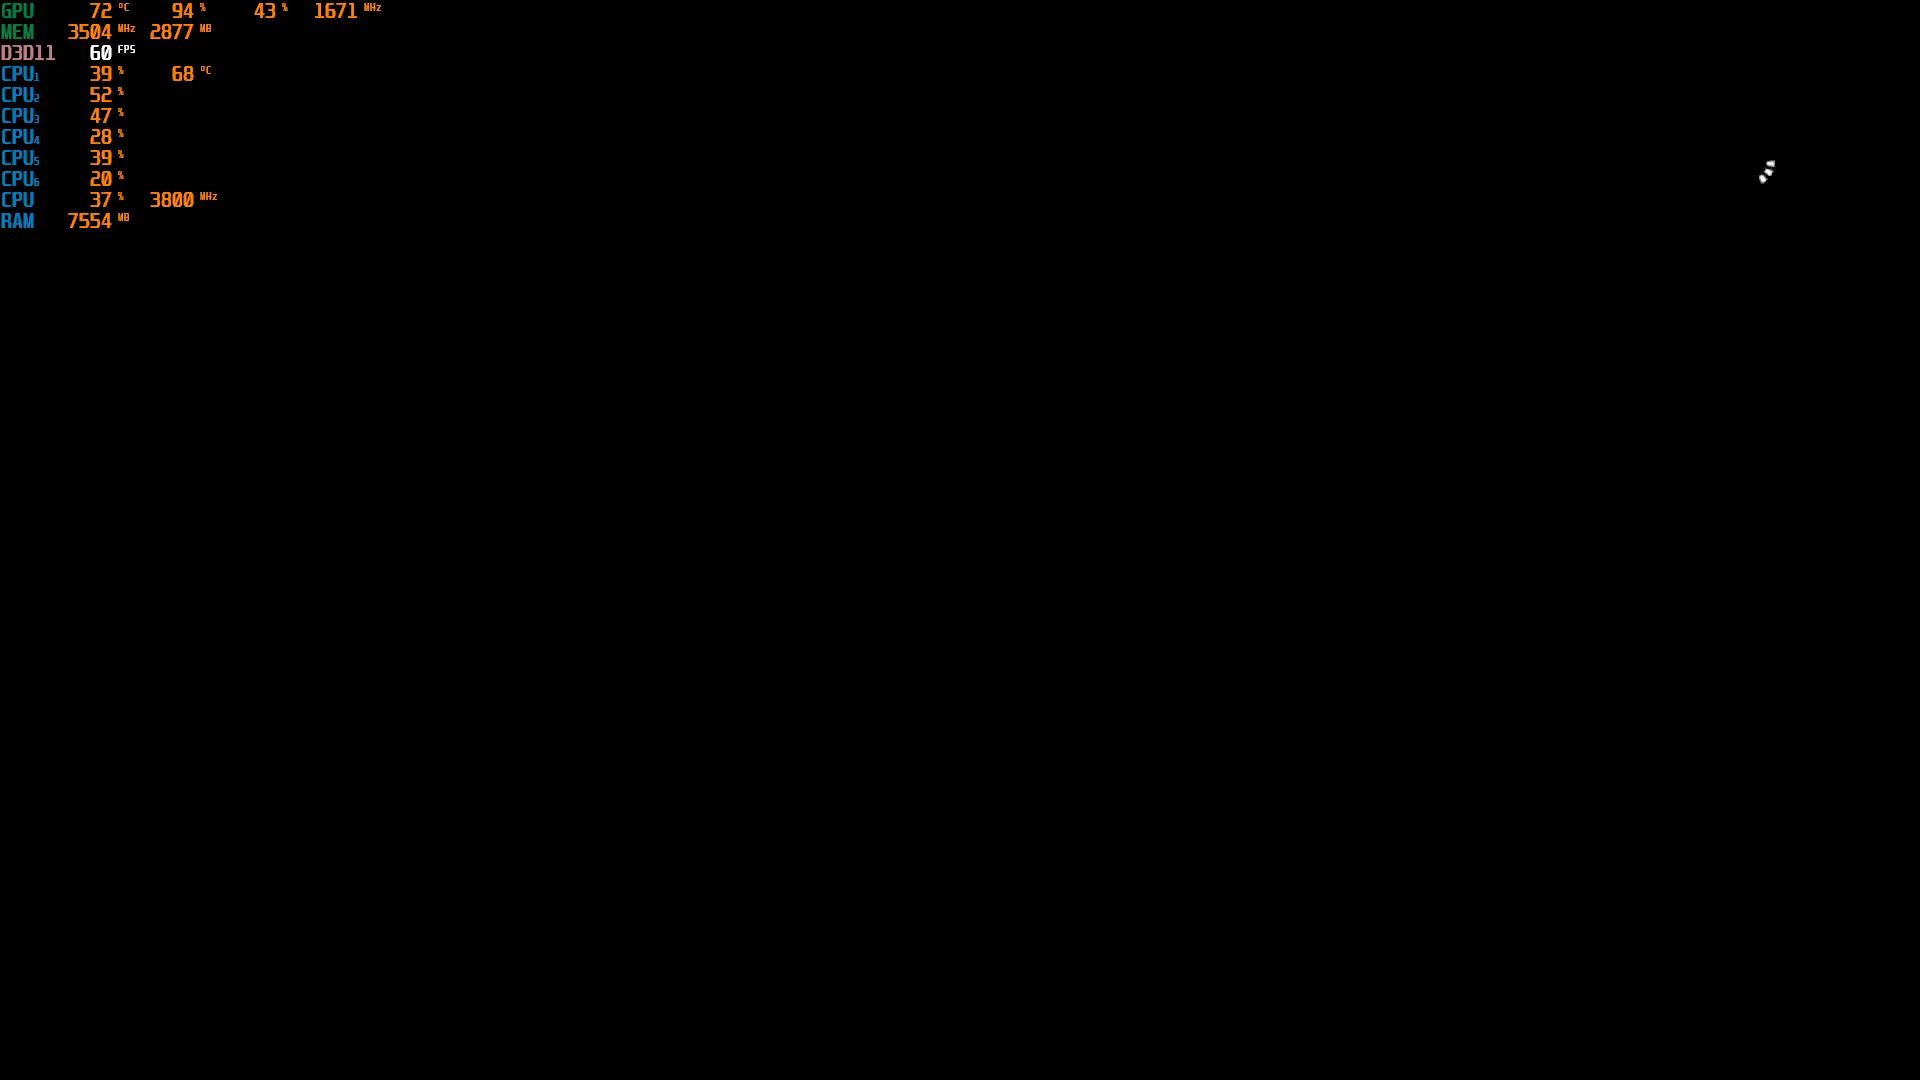 GPU 72 °C 94 % 43 % 1671 MHz
MEM 3504 MHz 2877 MB
D3D11 60 FPS
CPU1 39 % 68 °C
CPU2 52 %
CPU3 47 %
CPU4 28 %
CPU5 39 %
CPU6 20 %
CPU 37 % 3800 MHz
RAM 7554 MB